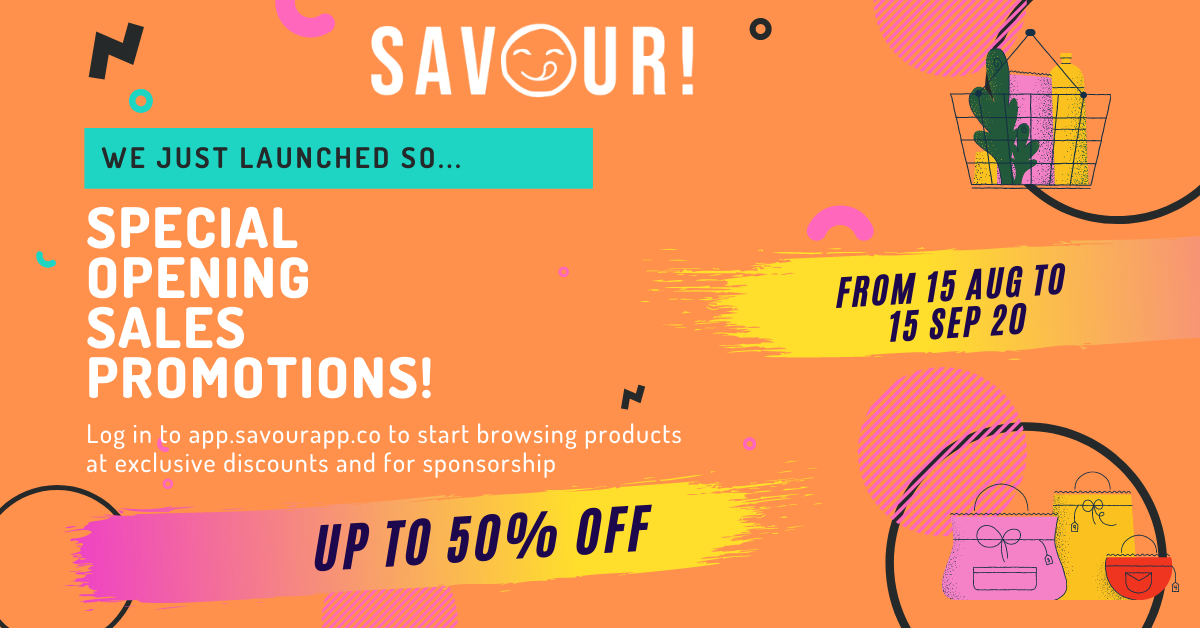 SAVOUR!
WE JUST LAUNCHED SO...
SPECIAL
OPENING
SALES
PROMOTIONS!
Log in to app.savourapp.co to start browsing products
at exclusive discounts and for sponsorship
FROM 15 AUG TO
15 SEP 20
UP TO 50% OFF